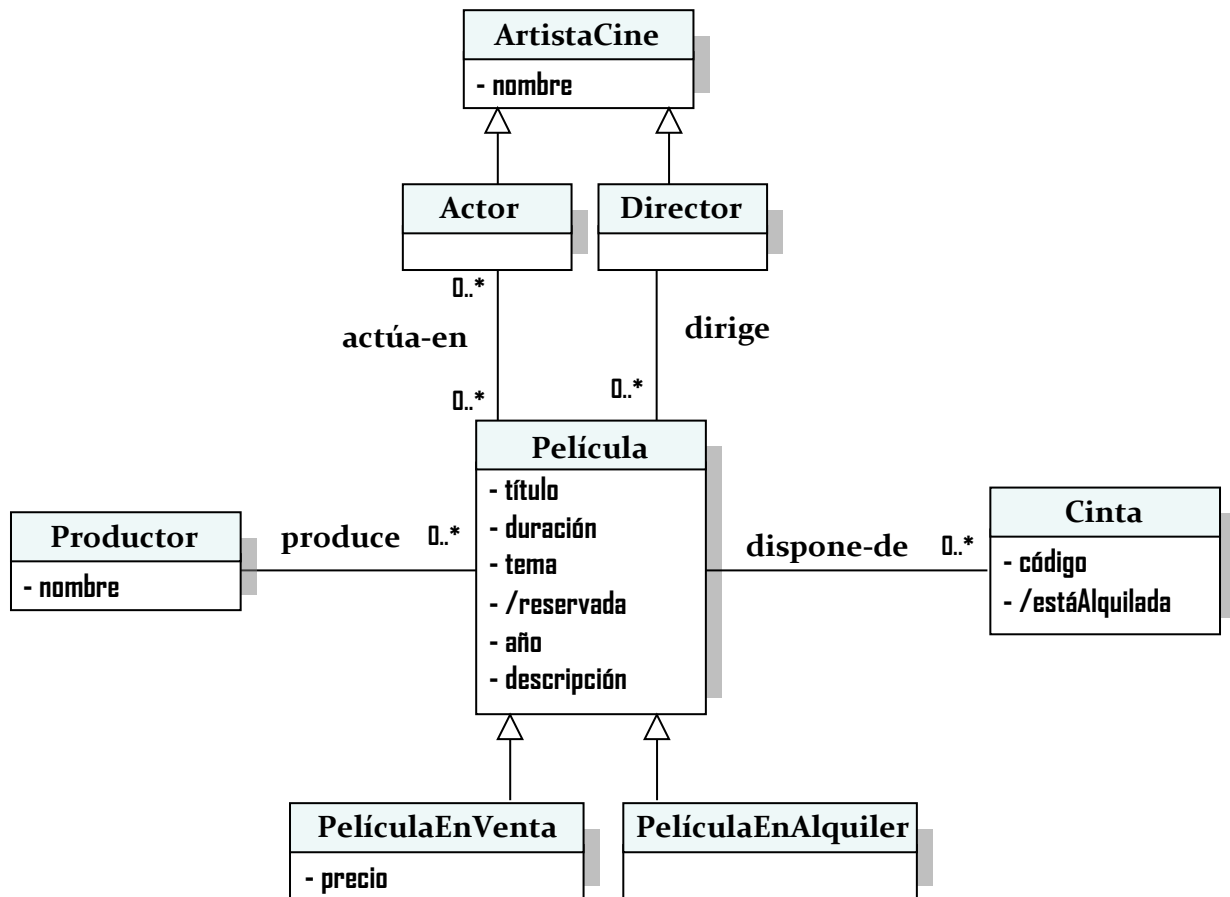 ArtistaCine
- nombre
Actor
Director
0..*
actúa-en
dirige
0..*
0..*
Película
- título
- duración
- tema
- /reservada
- año
- descripción
Productor
- nombre
produce
0..*
dispone-de
0..*
Cinta
- código
- /estáAlquilada
PelículaEnVenta
- precio
PelículaEnAlquiler